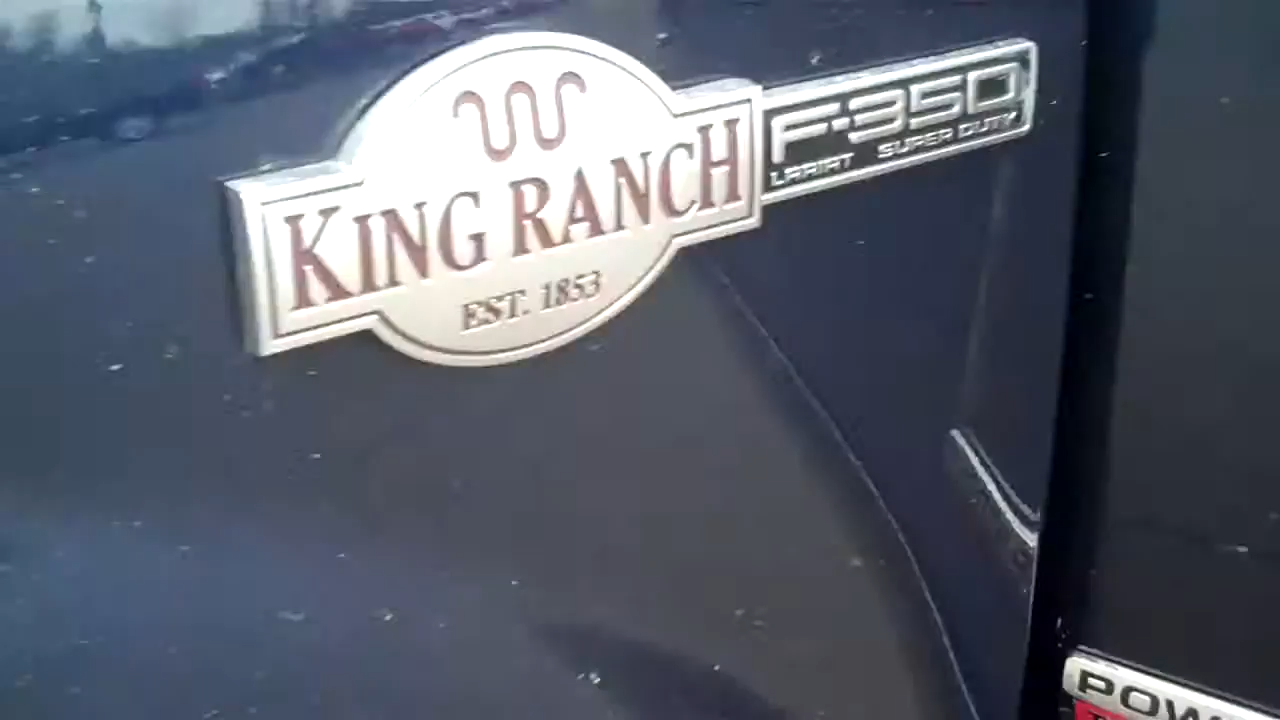 KING RANCH
EST. 1853
F-350
LARIAT SUPER DUTY
POW